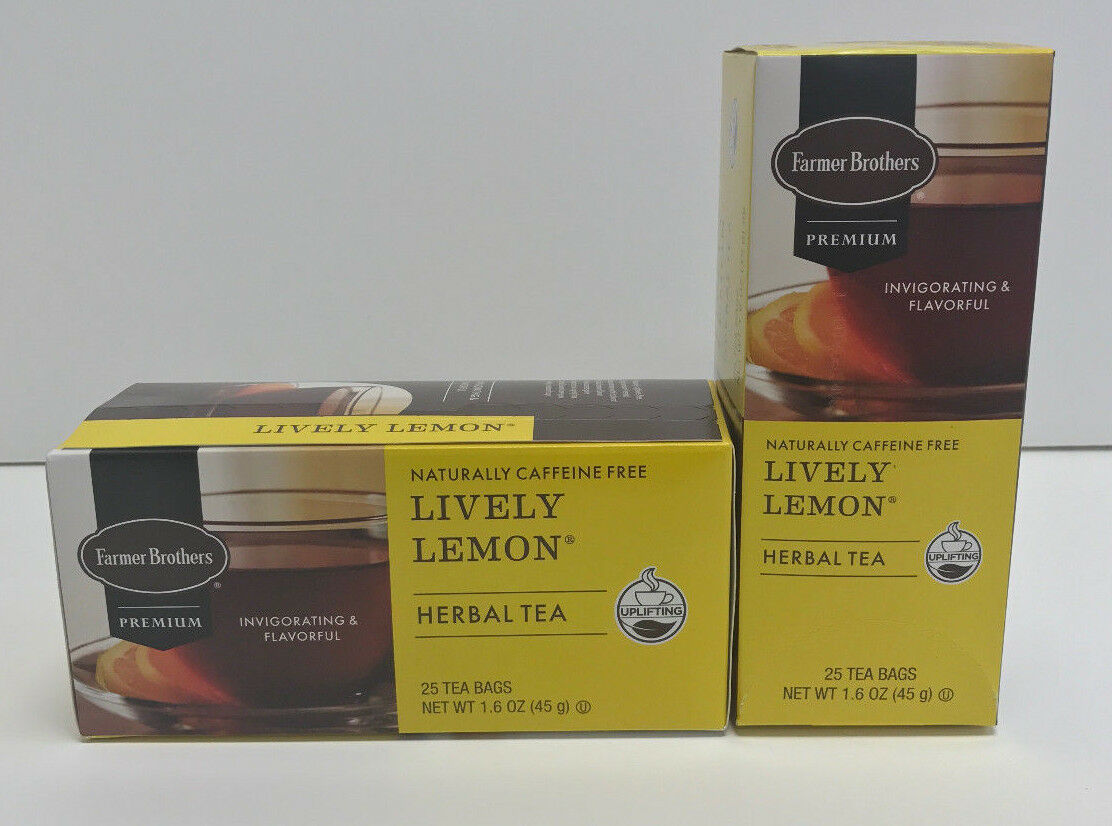 LIVELY LEMON®
Farmer Brothers
®
PREMIUM
INVIGORATING &
FLAVORFUL
NATURALLY CAFFEINE FREE
LIVELY
LEMON®
HERBAL TEA
UPLIFTING
25 TEA BAGS
NET WT 1.6 OZ (45 g) Ⓤ
Farmer Brothers
®
PREMIUM
INVIGORATING &
FLAVORFUL
NATURALLY CAFFEINE FREE
LIVELY
LEMON®
HERBAL TEA
UPLIFTING
25 TEA BAGS
NET WT 1.6 OZ (45 g) Ⓤ